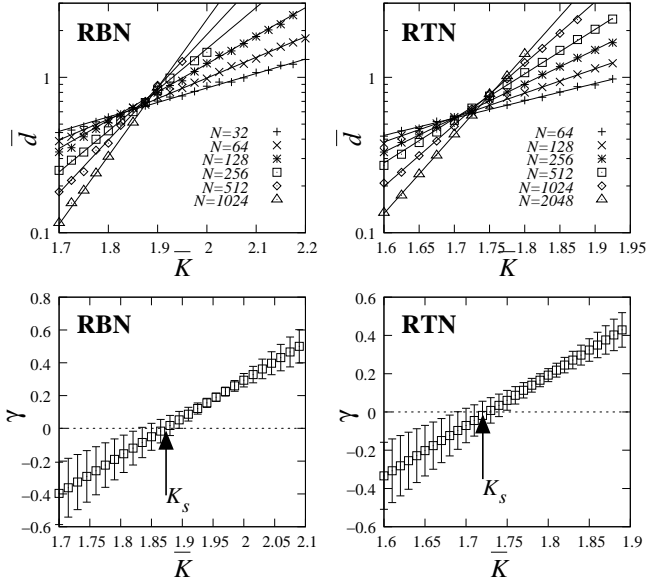 RBN
1
0.1
d
N=32
N=64
N=128
N=256
N=512
N=1024
1.7 1.8 1.9 2 2.1 2.2
K
RTN
1
0.1
d
N=64
N=128
N=256
N=512
N=1024
N=2048
1.6 1.65 1.7 1.75 1.8 1.85 1.9 1.95
K
RBN
0.8
0.6
0.4
0.2
0
−0.2
−0.4
−0.6
γ
Ks
1.7 1.75 1.8 1.85 1.9 1.95 2 2.05 2.1
K
RTN
0.6
0.4
0.2
0
−0.2
−0.4
−0.6
γ
Ks
1.6 1.65 1.7 1.75 1.8 1.85 1.9
K